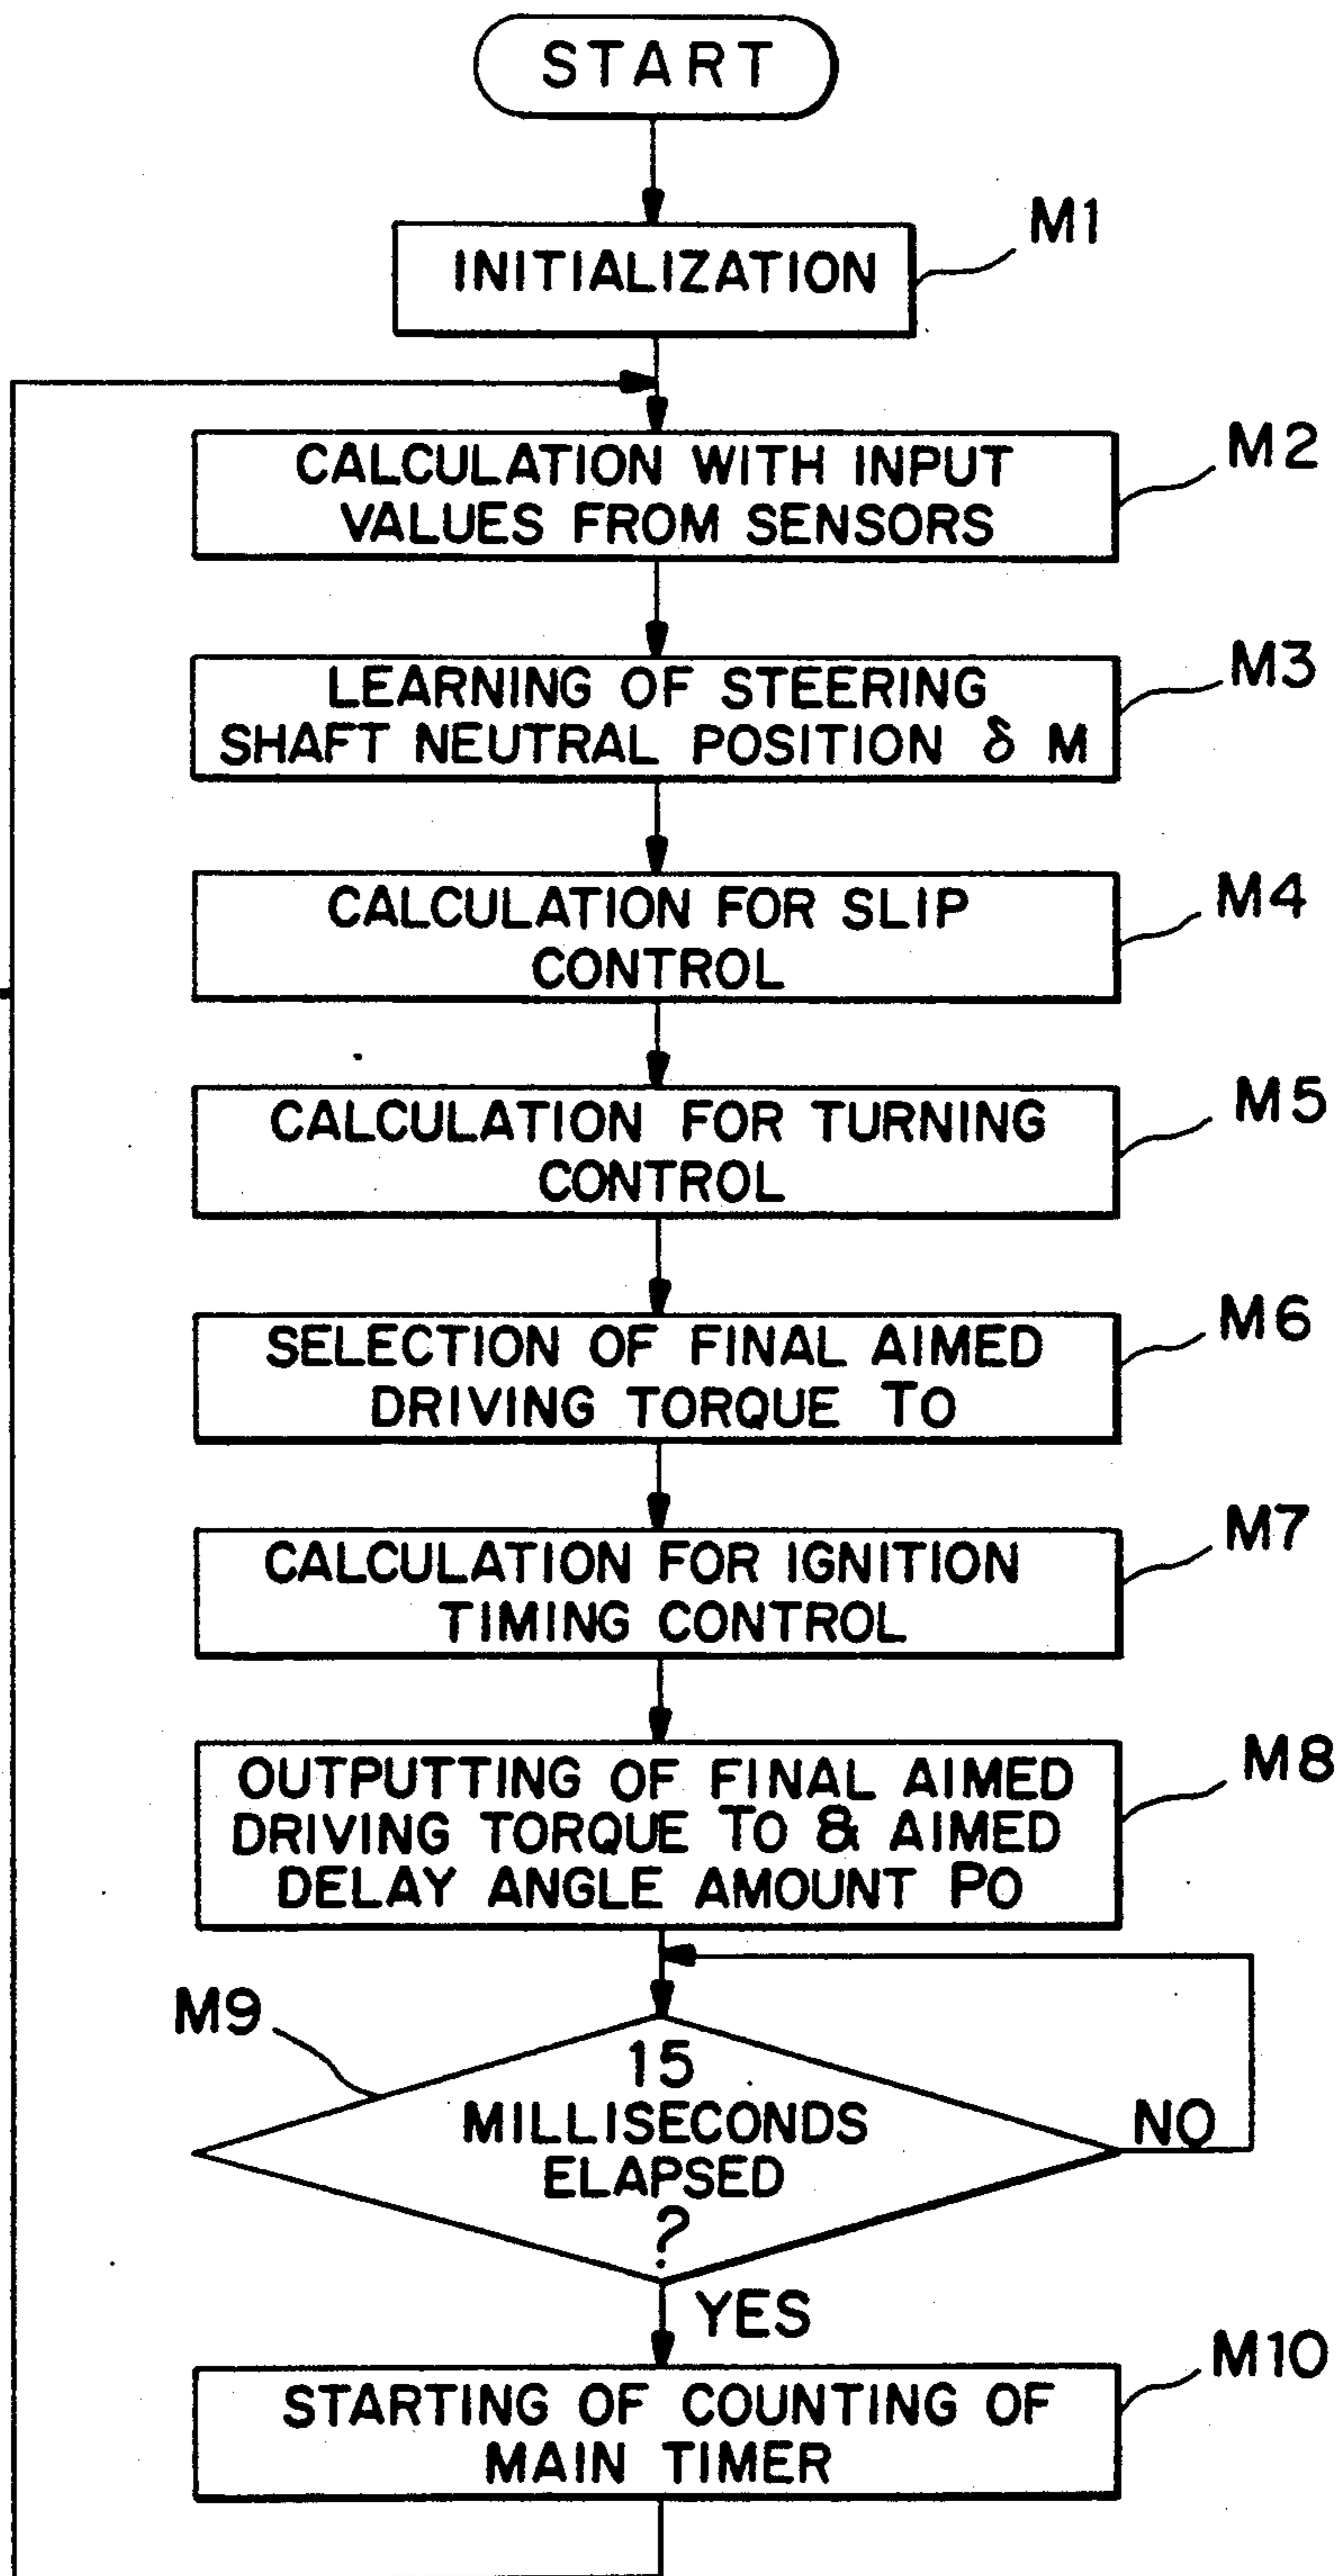 START
M1
INITIALIZATION
M2
CALCULATION WITH INPUT
VALUES FROM SENSORS
M3
LEARNING OF STEERING
SHAFT NEUTRAL POSITION δ M
M4
CALCULATION FOR SLIP
CONTROL
M5
CALCULATION FOR TURNING
CONTROL
M6
SELECTION OF FINAL AIMED
DRIVING TORQUE TO
M7
CALCULATION FOR IGNITION
TIMING CONTROL
M8
OUTPUTTING OF FINAL AIMED
DRIVING TORQUE TO & AIMED
DELAY ANGLE AMOUNT PO
M9
15
MILLISECONDS
ELAPSED
?
NO
YES
M10
STARTING OF COUNTING OF
MAIN TIMER